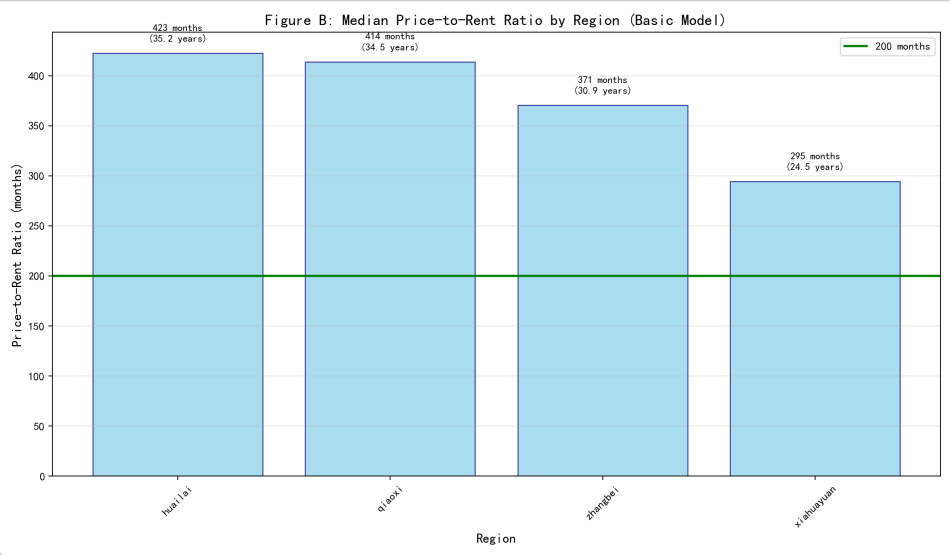 Figure B: Median Price-to-Rent Ratio by Region (Basic Model)
423 months
(35.2 years)
414 months
(34.5 years)
371 months
(30.9 years)
295 months
(24.5 years)
200 months
Price-to-Rent Ratio (months)
400
350
300
250
200
150
100
50
0
huailai
qiaoxi
zhangbei
xiahuayuan
Region